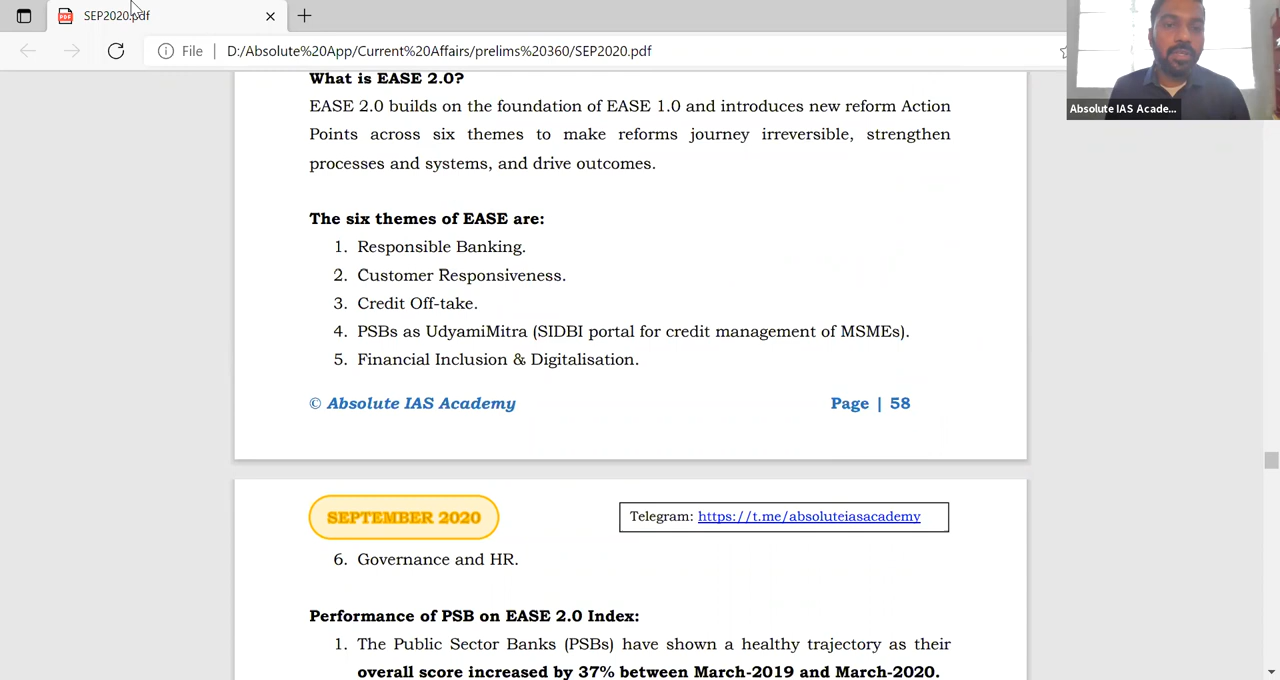 SEP2020.pdf
File
D:/Absolute%20App/Current%20Affairs/prelims%20360/SEP2020.pdf
Absolute IAS Acade...
What is EASE 2.0?
EASE 2.0 builds on the foundation of EASE 1.0 and introduces new reform Action
Points across six themes to make reforms journey irreversible, strengthen
processes and systems, and drive outcomes.
The six themes of EASE are:
1. Responsible Banking.
2. Customer Responsiveness.
3. Credit Off-take.
4. PSBs as UdyamiMitra (SIDBI portal for credit management of MSMEs).
5. Financial Inclusion & Digitalisation.
© Absolute IAS Academy
Page | 58
SEPTEMBER 2020
Telegram: https://t.me/absoluteiasacademy
6. Governance and HR.
Performance of PSB on EASE 2.0 Index:
1. The Public Sector Banks (PSBs) have shown a healthy trajectory as their
overall score increased by 37% between March-2019 and March-2020.